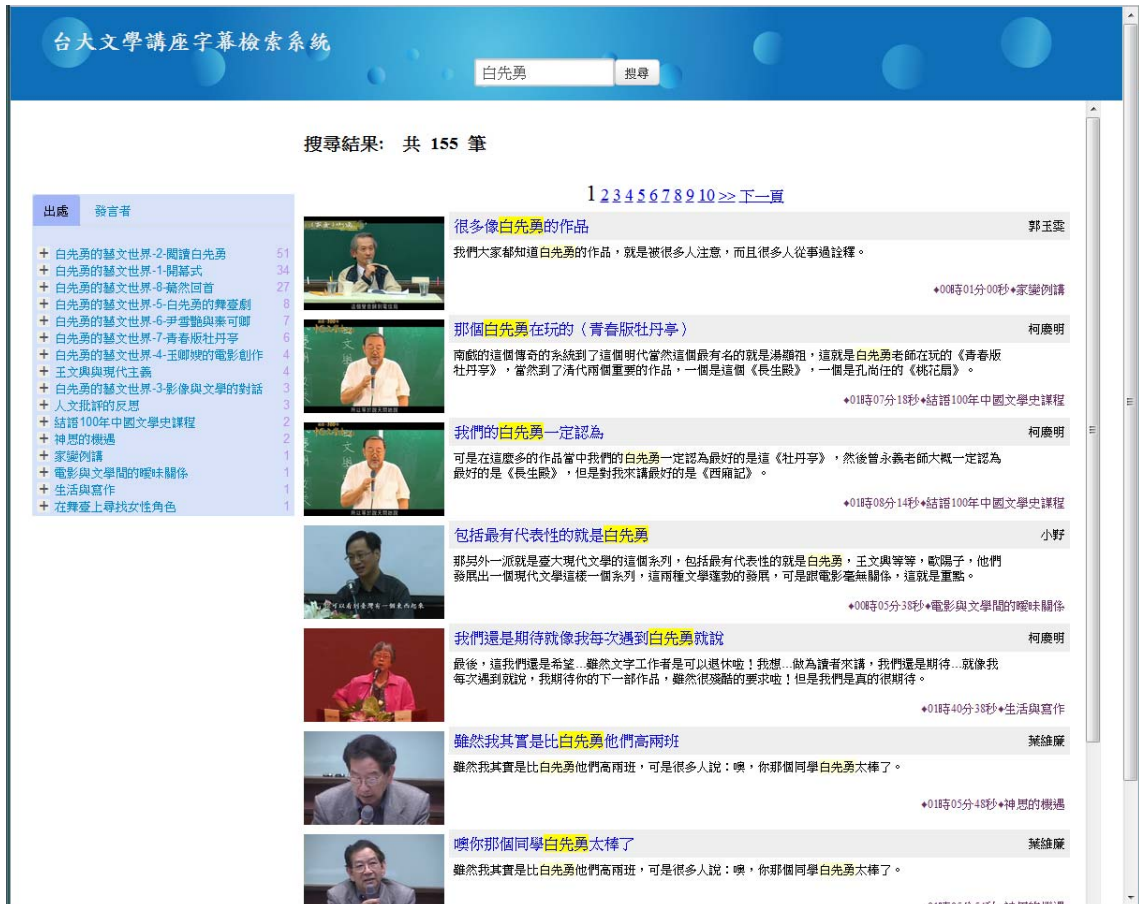 台大文學講座字幕檢索系統
白先勇 搜尋
搜尋結果: 共 155 筆
1 2 3 4 5 6 7 8 9 10 >> 下一頁
出處 發言者
+ 白先勇的藝文世界-2-閱讀白先勇 51
+ 白先勇的藝文世界-1-開幕式 34
+ 白先勇的藝文世界-8-驀然回首 27
+ 白先勇的藝文世界-5-白先勇的舞臺劇 8
+ 白先勇的藝文世界-6-尹雪艷與秦可卿 7
+ 白先勇的藝文世界-7-青春版牡丹亭 6
+ 白先勇的藝文世界-4-玉卿嫂的電影創作 4
+ 王文興與現代主義 4
+ 白先勇的藝文世界-3-影像與文學的對話 3
+ 人文批評的反思 3
+ 結語100年中國文學史課程 2
+ 神思的機遇 2
+ 家變例講 1
+ 電影與文學間的曖昧關係 1
+ 生活與寫作 1
+ 在舞臺上尋找女性角色 1
很多像白先勇的作品 郭玉雯
我們大家都知道白先勇的作品，就是被很多人注意，而且很多人從事過詮釋。
♦00時01分00秒♦家變例講
那個白先勇在玩的〈青春版牡丹亭〉 柯慶明
南戲的這個傳奇的系統到了這個明代當然這個最有名的就是湯顯祖，這就是白先勇老師在玩的《青春版
牡丹亭》，當然到了清代兩個重要的作品，一個是這個《長生殿》，一個是孔尚任的《桃花扇》。
♦01時07分18秒♦結語100年中國文學史課程
我們的白先勇一定認為 柯慶明
可是在這麼多的作品當中我們的白先勇一定認為最好的是這《牡丹亭》，然後曾永義老師大概一定認為
最好的是《長生殿》，但是對我來講最好的是《西廂記》。
♦01時08分14秒♦結語100年中國文學史課程
包括最有代表性的就是白先勇 小野
那另外一派就是臺大現代文學的這個系列，包括最有代表性的就是白先勇，王文興等等，歐陽子，他們
發展出一個現代文學這樣一個系列，這兩種文學蓬勃的發展，可是跟電影毫無關係，這就是重點。
♦00時05分38秒♦電影與文學間的曖昧關係
我們還是期待就像我每次遇到白先勇就說 柯慶明
最後，這我們還是希望…雖然文字工作者是可以退休啦！我想…做為讀者來講，我們還是期待…就像我
每次遇到就說，我期待你的下一部作品，雖然很殘酷的要求啦！但是我們是真的很期待。
♦01時40分38秒♦生活與寫作
雖然我其實是比白先勇他們高兩班 葉維廉
雖然我其實是比白先勇他們高兩班，可是很多人說：噢，你那個同學白先勇太棒了。
♦01時05分48秒♦神思的機遇
噢你那個同學白先勇太棒了 葉維廉
雖然我其實是比白先勇他們高兩班，可是很多人說：噢，你那個同學白先勇太棒了。